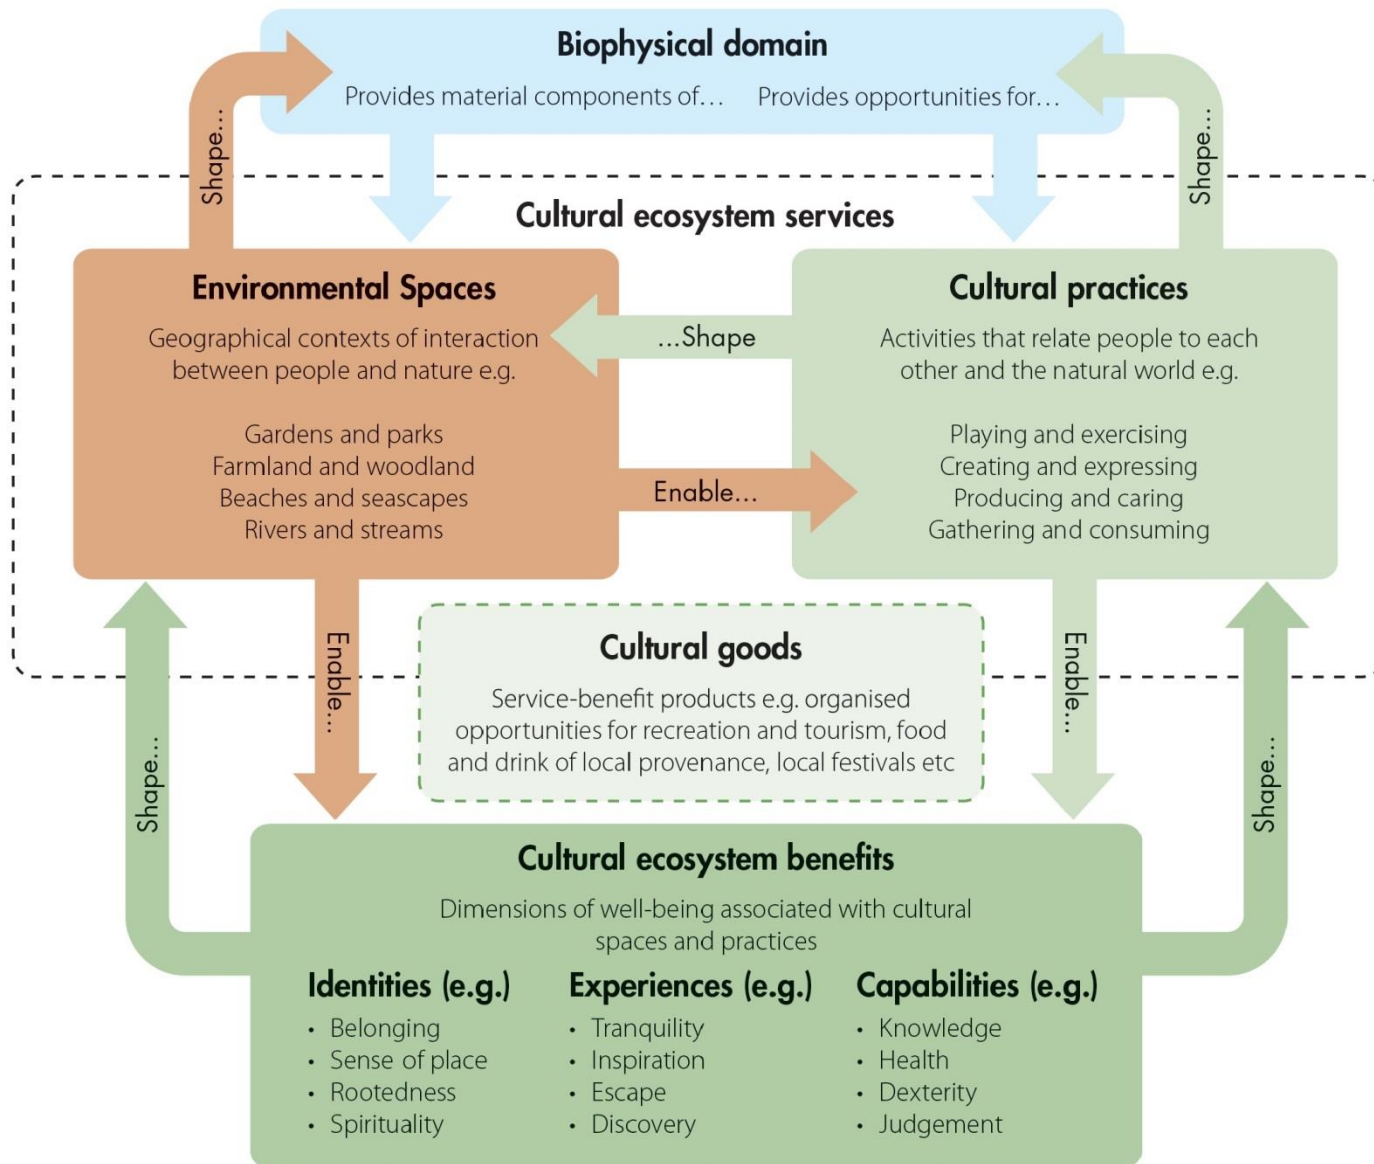 Biophysical domain
Provides material components of…
Provides opportunities for…
Shape…
Shape…
Cultural ecosystem services
Environmental Spaces
Geographical contexts of interaction
between people and nature e.g.
Gardens and parks
Farmland and woodland
Beaches and seascapes
Rivers and streams
…Shape
Enable…
Cultural practices
Activities that relate people to each
other and the natural world e.g.
Playing and exercising
Creating and expressing
Producing and caring
Gathering and consuming
Shape…
Enable…
Cultural goods
Service-benefit products e.g. organised
opportunities for recreation and tourism, food
and drink of local provenance, local festivals etc
Enable…
Shape…
Cultural ecosystem benefits
Dimensions of well-being associated with cultural
spaces and practices
Identities (e.g.)
• Belonging
• Sense of place
• Rootedness
• Spirituality
Experiences (e.g.)
• Tranquility
• Inspiration
• Escape
• Discovery
Capabilities (e.g.)
• Knowledge
• Health
• Dexterity
• Judgement